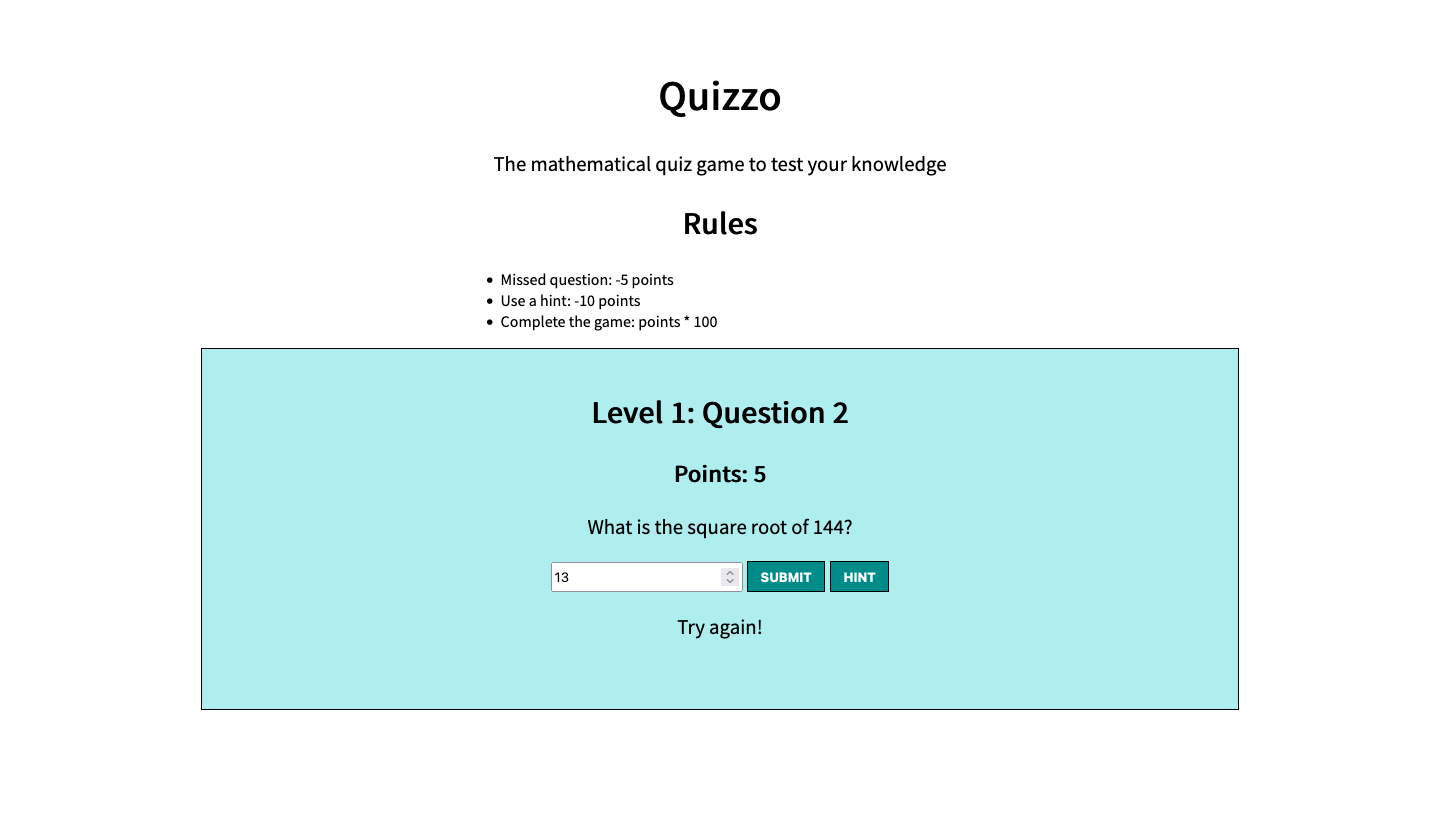 Quizzo
The mathematical quiz game to test your knowledge
Rules
• Missed question: -5 points
• Use a hint: -10 points
• Complete the game: points * 100
Level 1: Question 2
Points: 5
What is the square root of 144?
13 SUBMIT HINT
Try again!